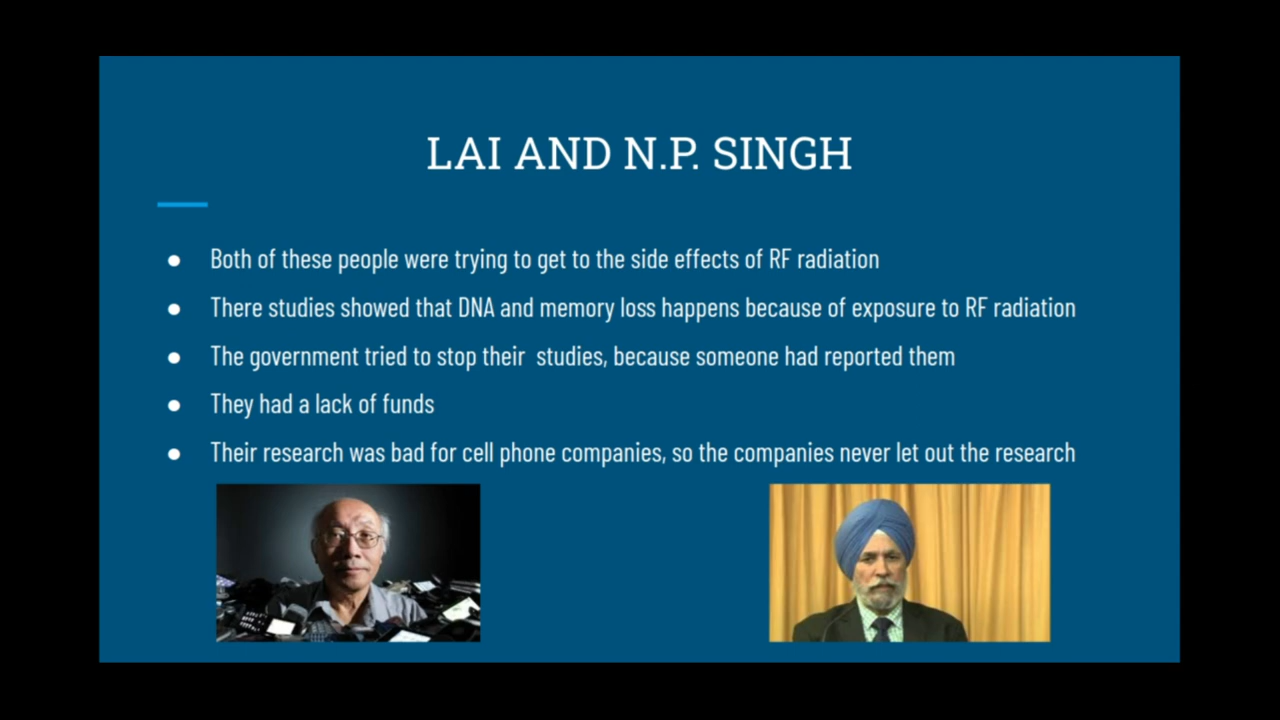 LAI AND N.P. SINGH
● Both of these people were trying to get to the side effects of RF radiation
● There studies showed that DNA and memory loss happens because of exposure to RF radiation
● The government tried to stop their  studies, because someone had reported them
● They had a lack of funds
● Their research was bad for cell phone companies, so the companies never let out the research